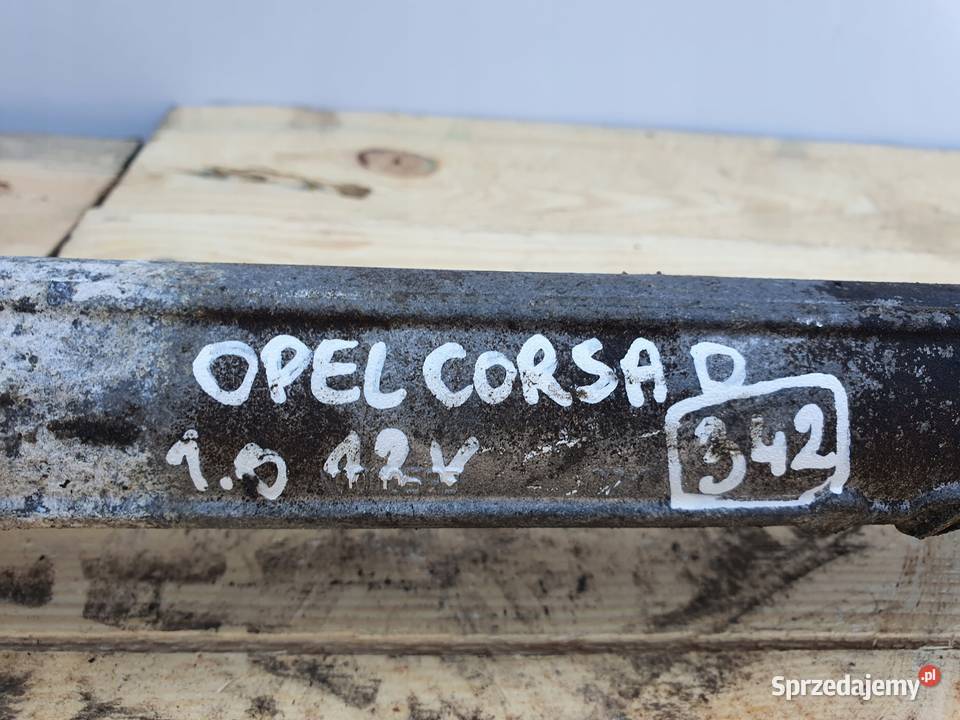 OPEL CORSA D
1.0 12V 342
Sprzedajemy.pl